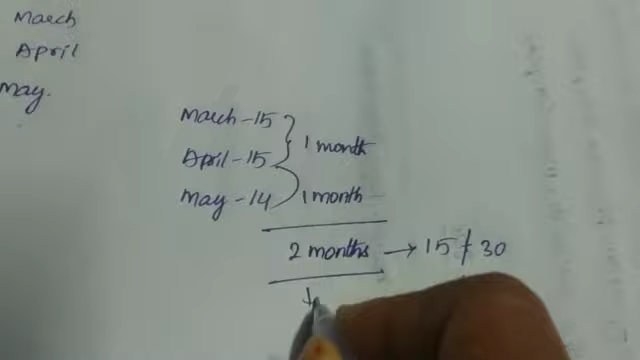 March
April
May.
March - 15
April - 15
1 month
May - 14
1 month
2 months → 15 + 30